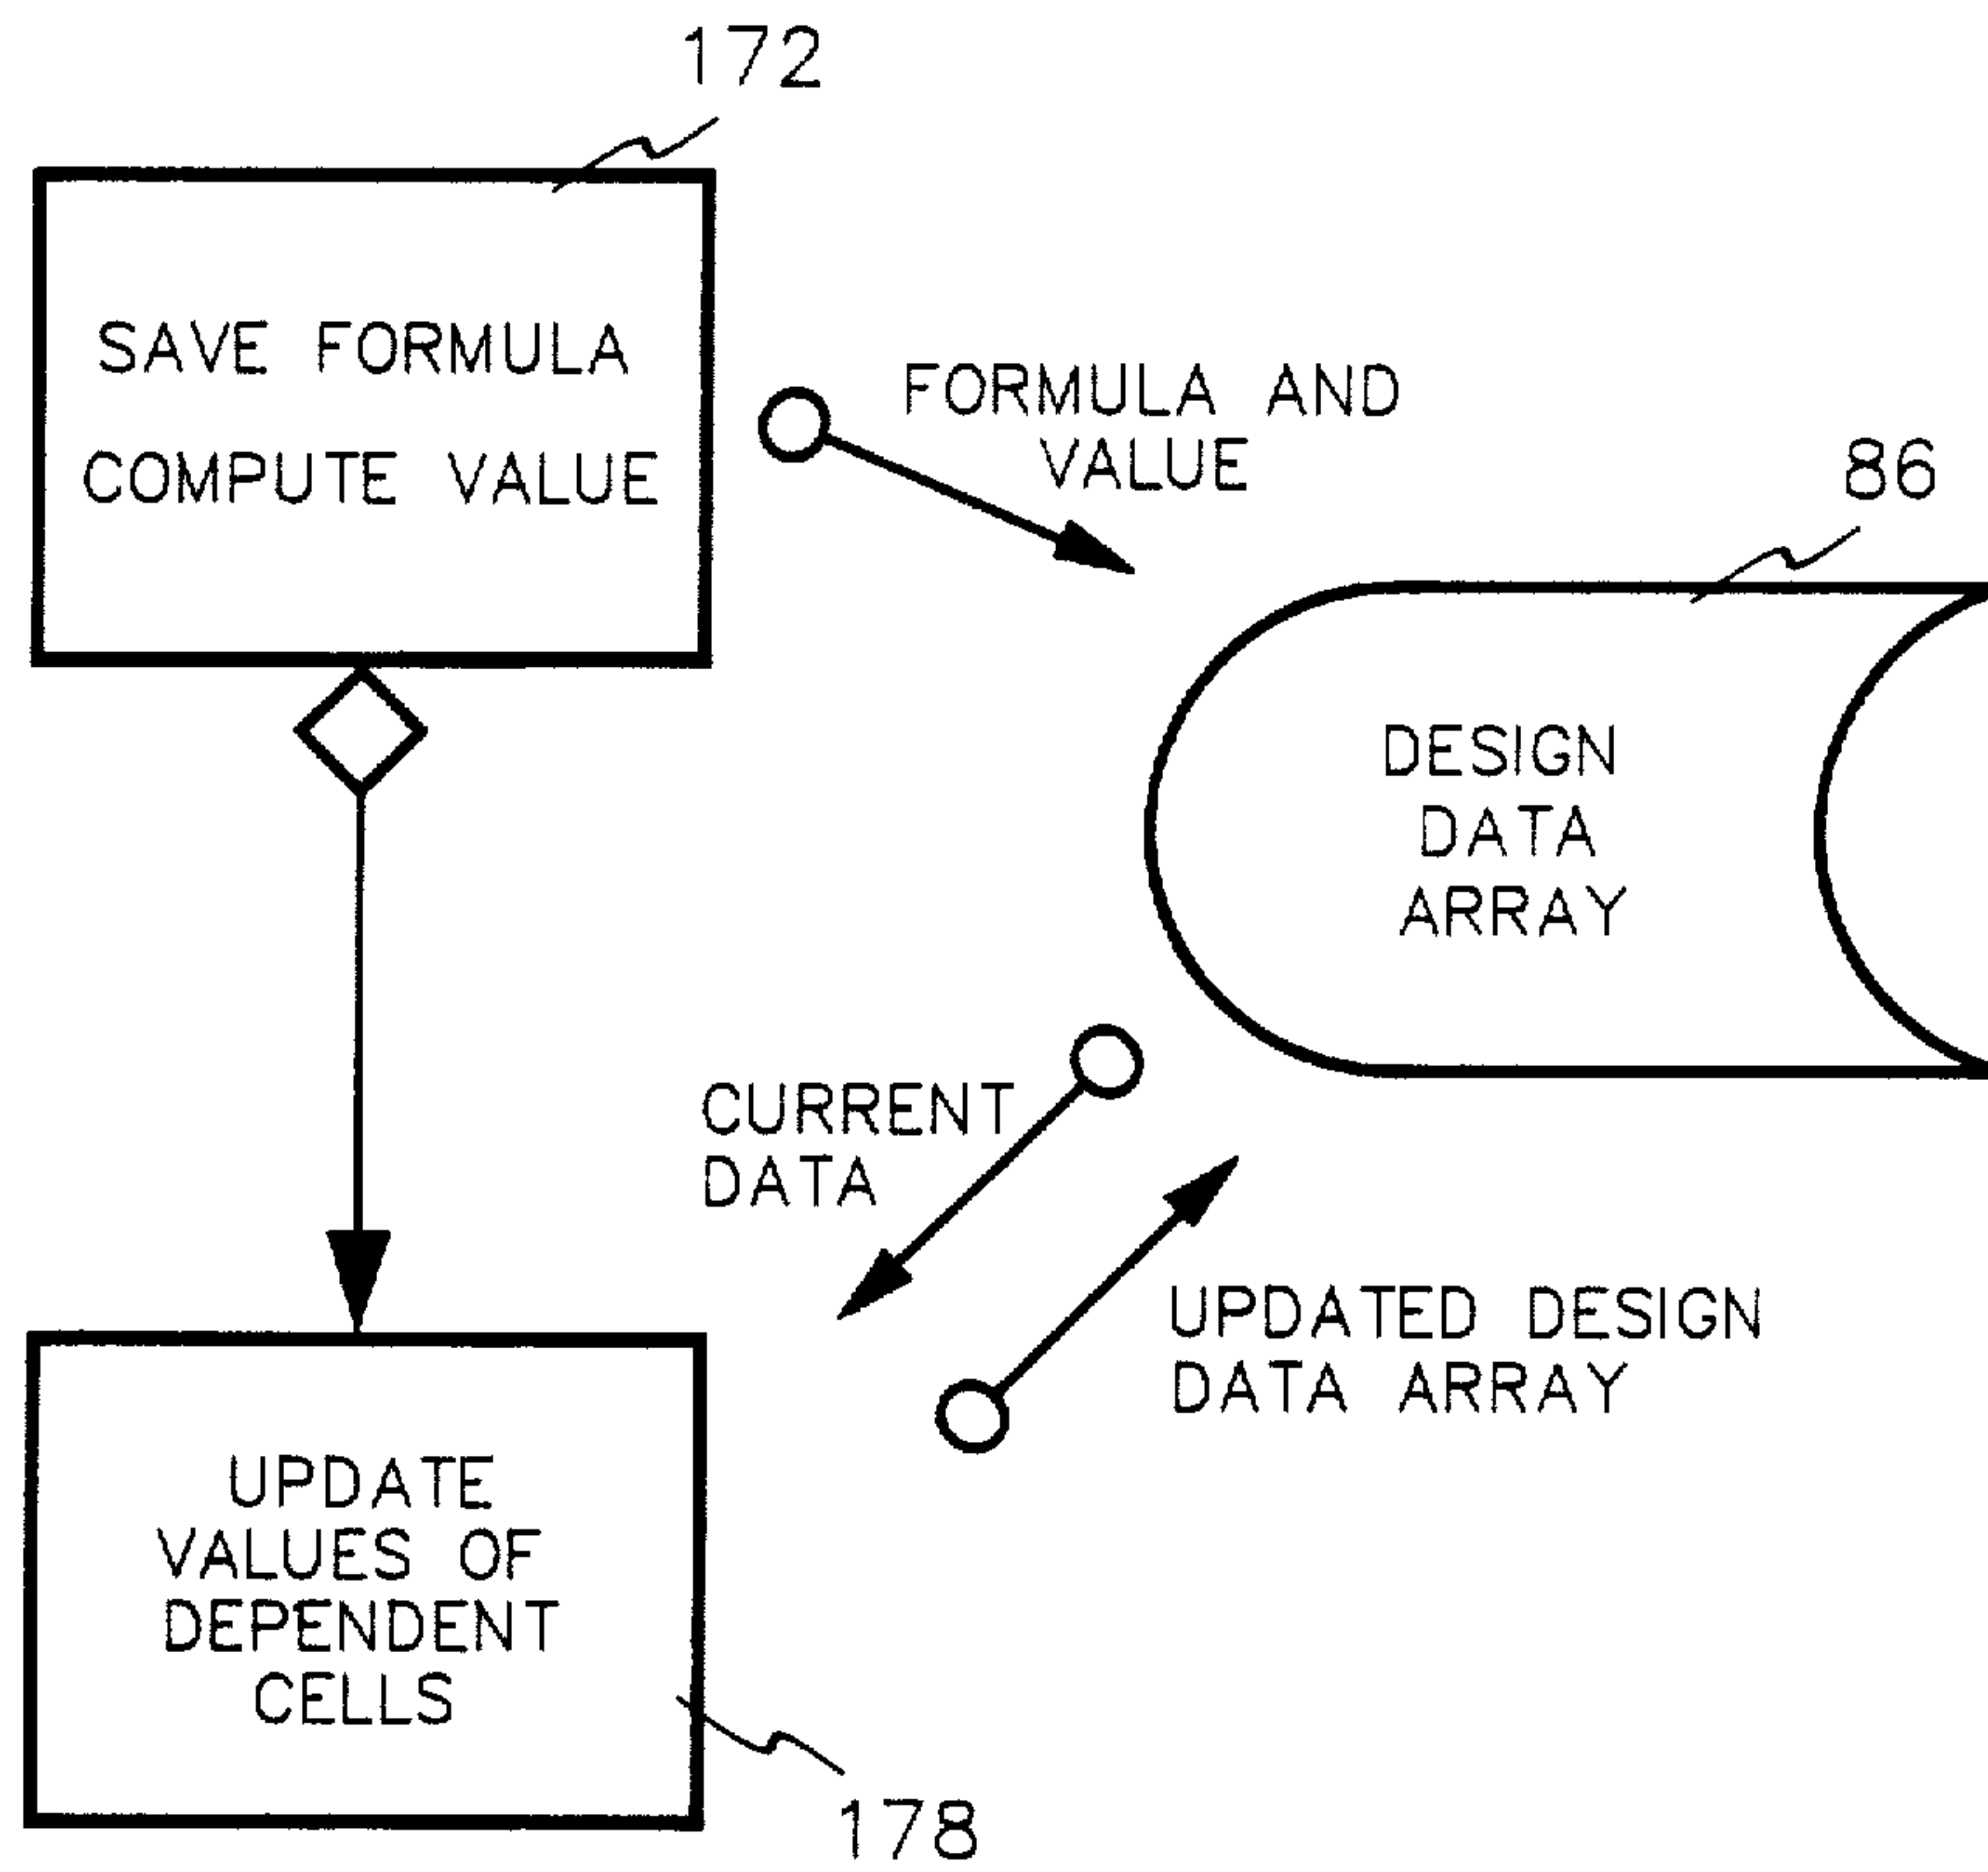 172
SAVE FORMULA
COMPUTE VALUE
FORMULA AND
VALUE
86
DESIGN
DATA
ARRAY
CURRENT
DATA
UPDATED DESIGN
DATA ARRAY
UPDATE
VALUES OF
DEPENDENT
CELLS
178